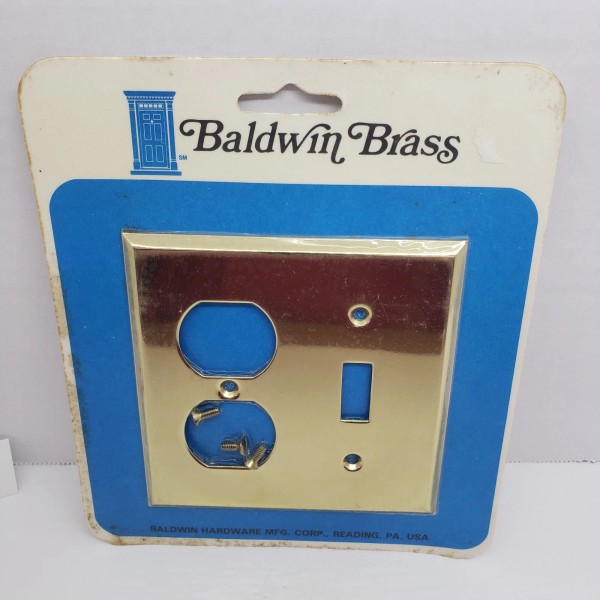 Baldwin Brass
SM
BALDWIN HARDWARE MFG. CORP., READING, PA. USA